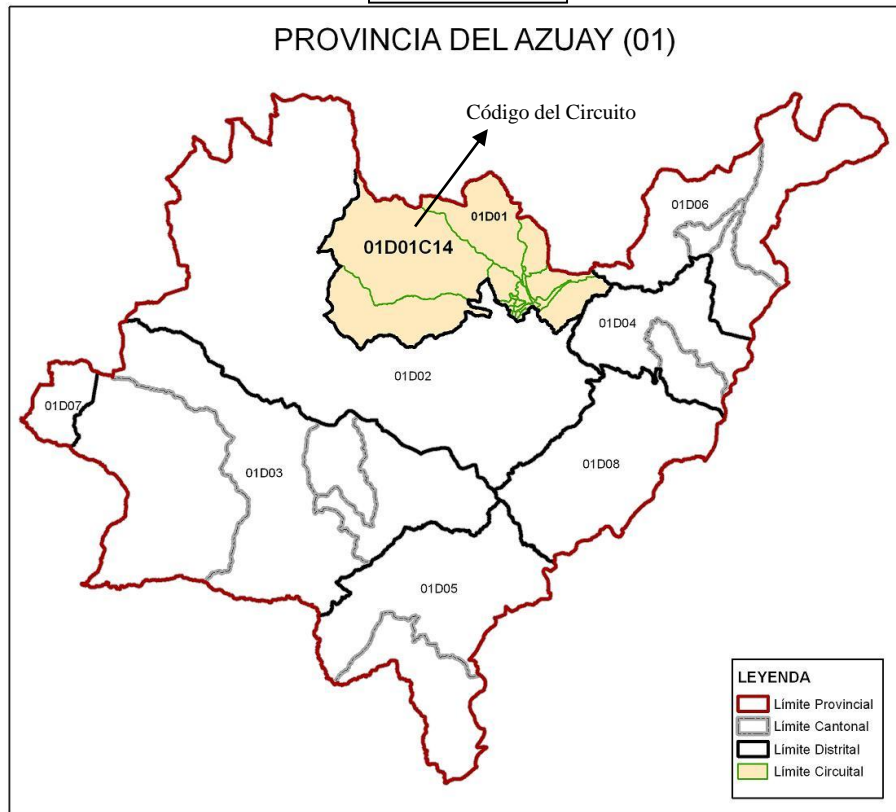 PROVINCIA DEL AZUAY (01)
Código del Circuito
01D06
01D01
01D01C14
01D04
01D02
01D07
01D03
01D08
01D05
LEYENDA
Límite Provincial
Límite Cantonal
Límite Distrital
Límite Circuital